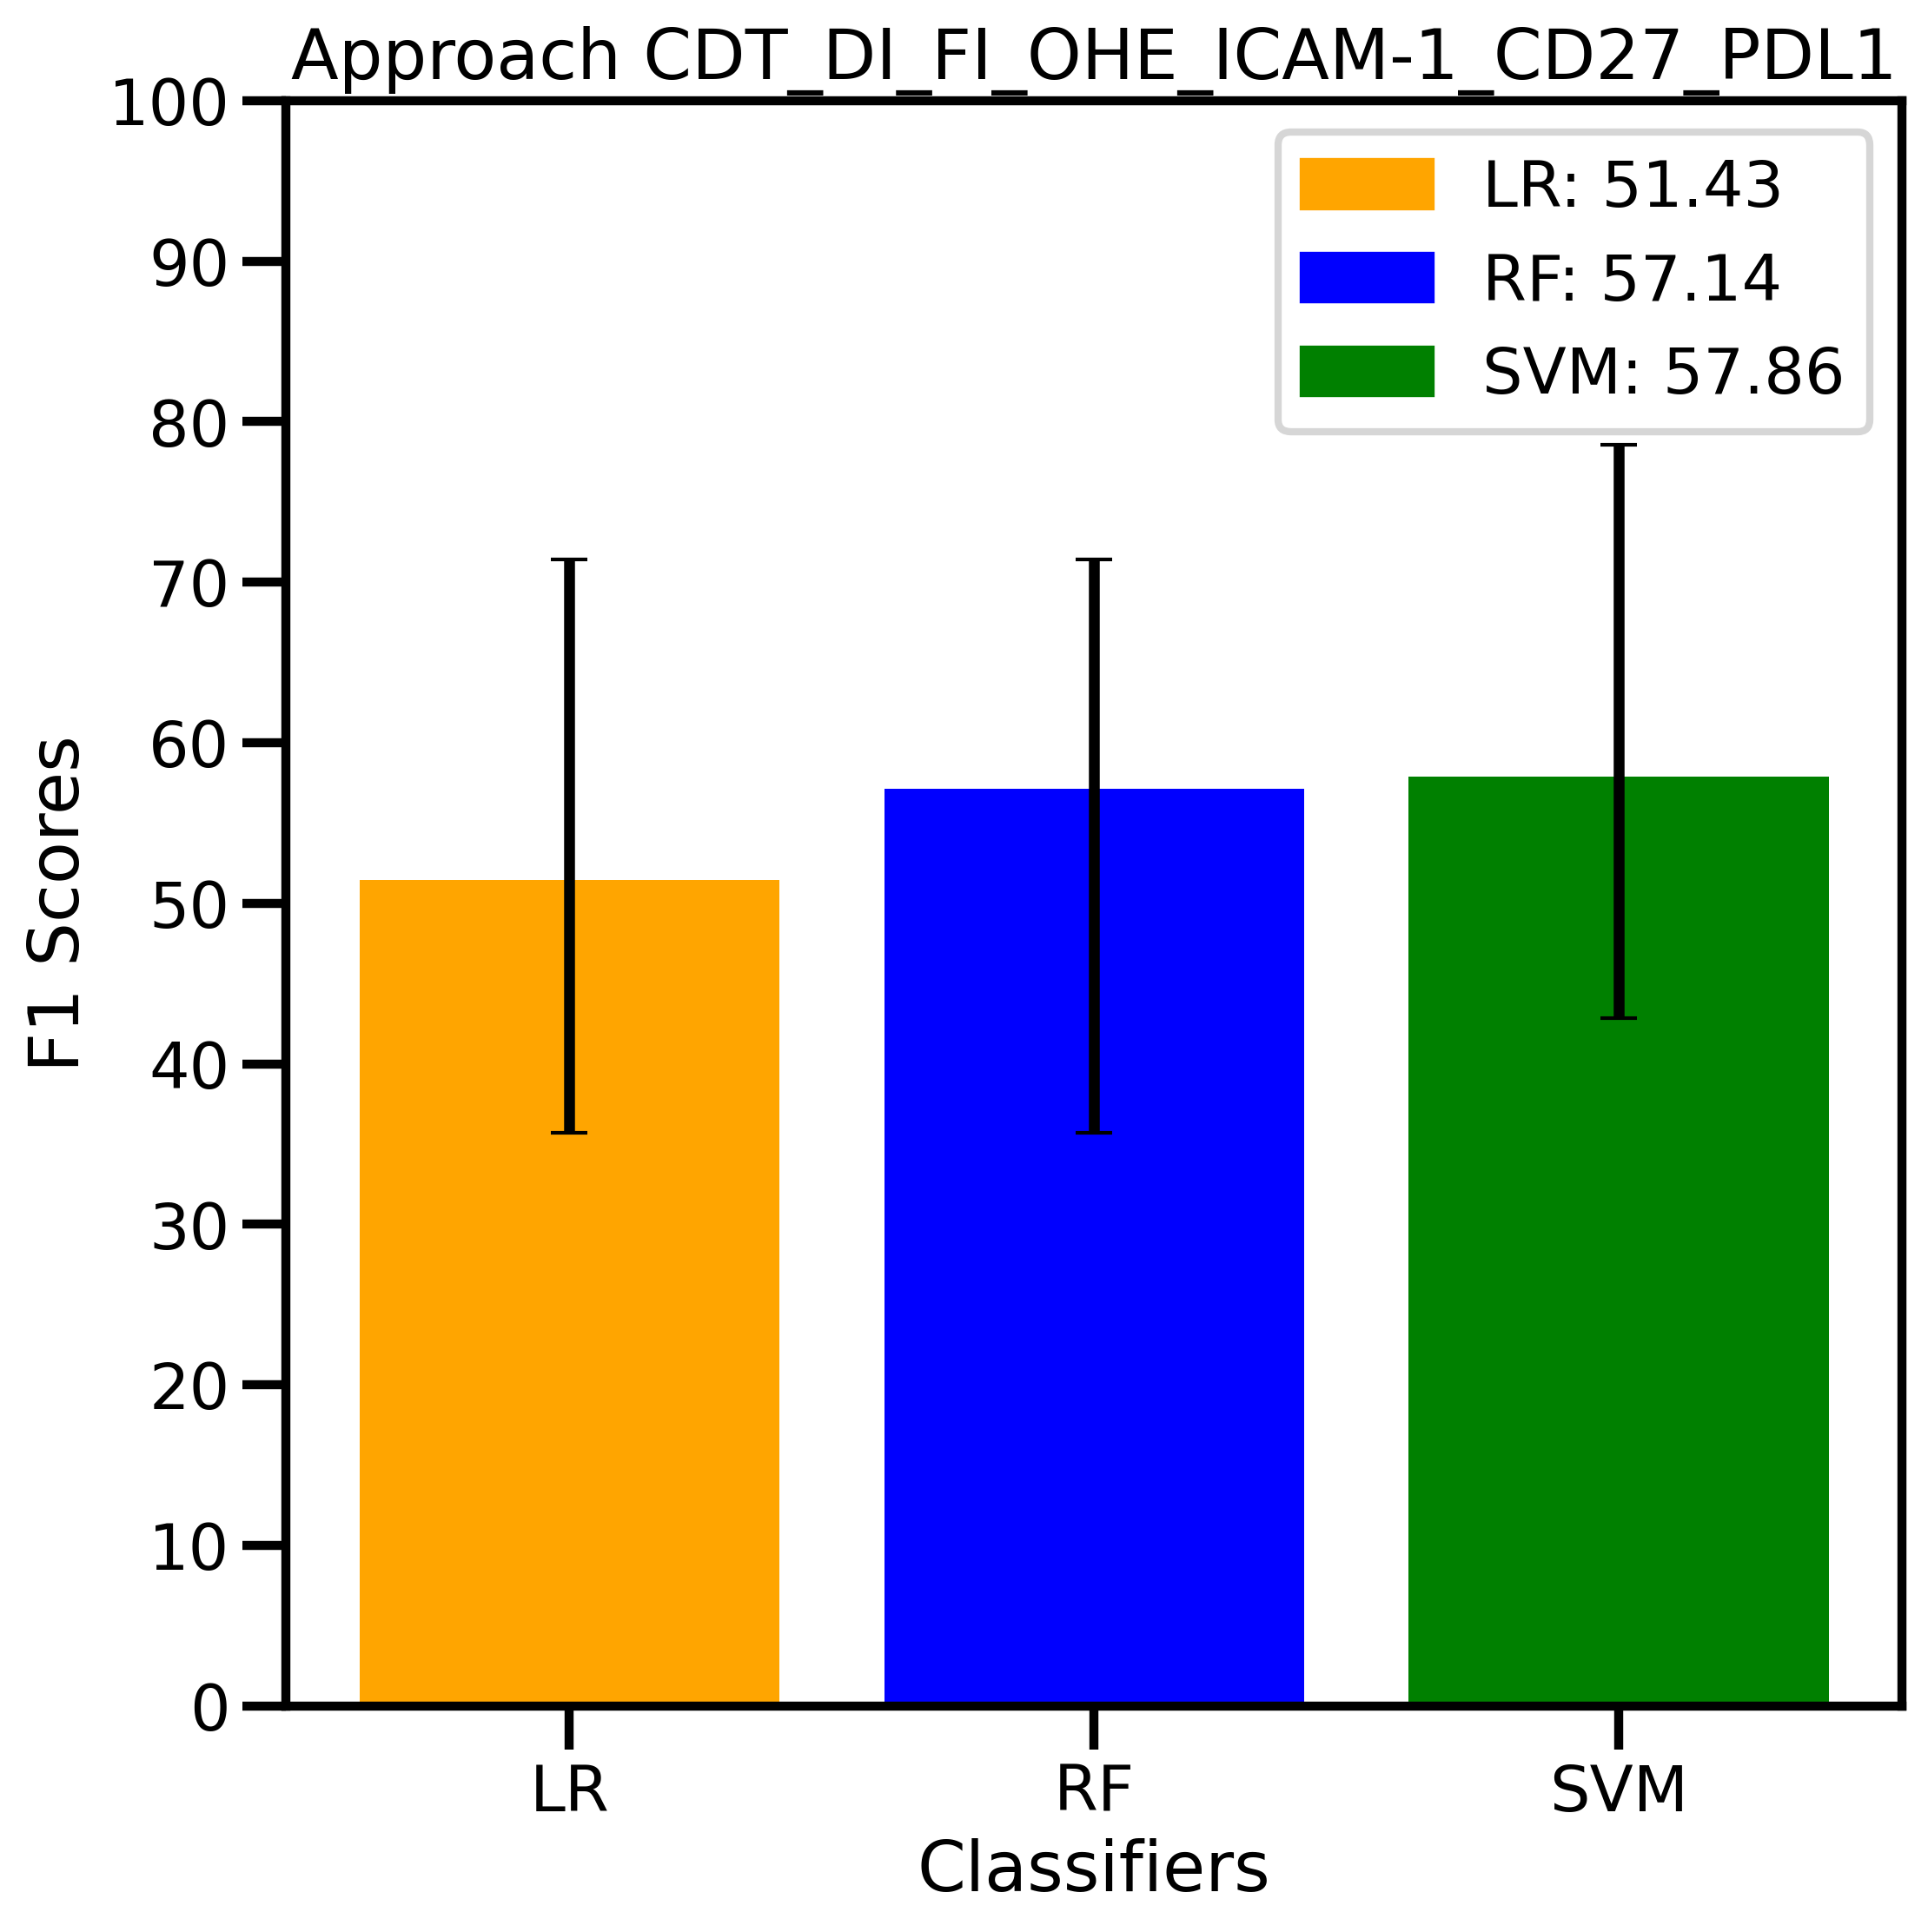 Approach CDT_DI_FI_OHE_ICAM-1_CD27_PDL1
LR: 51.43
RF: 57.14
SVM: 57.86
F1 Scores
100
90
80
70
60
50
40
30
20
10
0
LR RF SVM
Classifiers